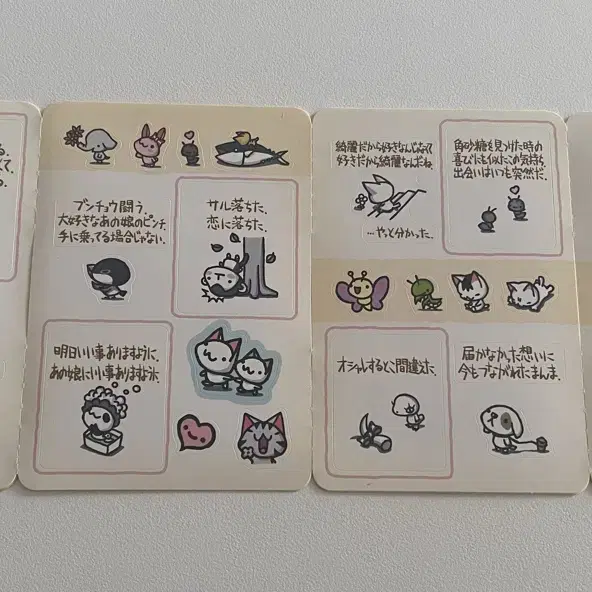 る。
て、
。
ブンチョウ闘う。
大好きなあの娘のピンチ。
手に乗ってる場合じゃない。
サル落ちた。
恋に落ちた。
明日いい事ありますように。
あの娘にいい事ありますように。
綺麗だから好きなんじゃなくて
好きだから綺麗なんだね。
…やっと分かった。
角砂糖を見つけた時の
喜びにも似たこの気持ち。
出会いはいつも突然だ。
オシャレするとこ間違えた。
届かなかった想いに
今もつながれたまんま。